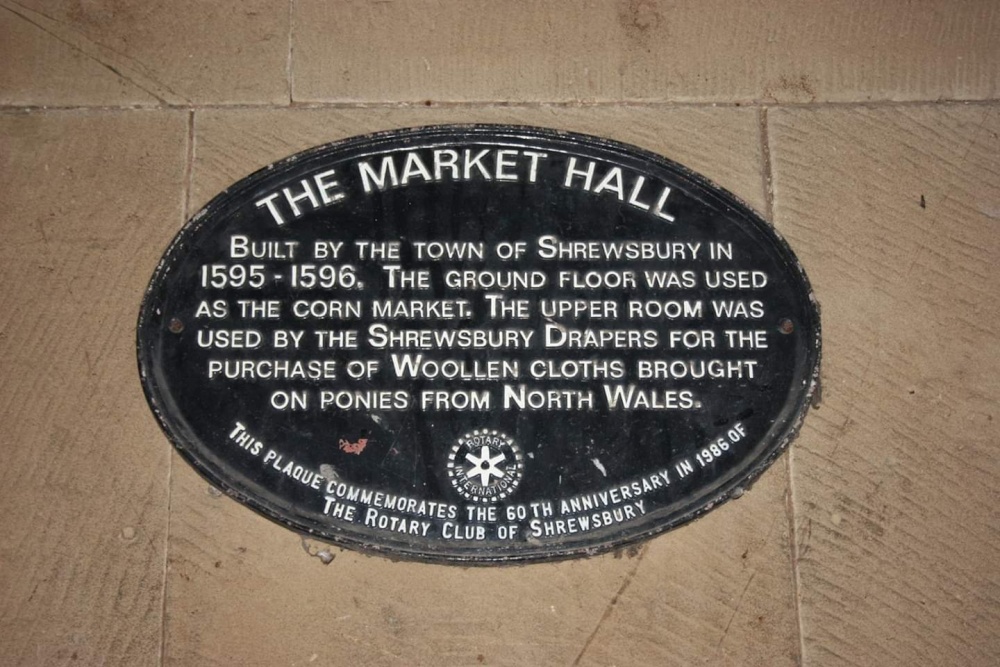 THE MARKET HALL
BUILT BY THE TOWN OF SHREWSBURY IN
1595 - 1596. THE GROUND FLOOR WAS USED
AS THE CORN MARKET. THE UPPER ROOM WAS
USED BY THE SHREWSBURY DRAPERS FOR THE
PURCHASE OF WOOLLEN CLOTHS BROUGHT
ON PONIES FROM NORTH WALES.
ROTARY
INTERNATIONAL
THIS PLAQUE COMMEMORATES THE 60TH ANNIVERSARY IN 1986 OF
THE ROTARY CLUB OF SHREWSBURY